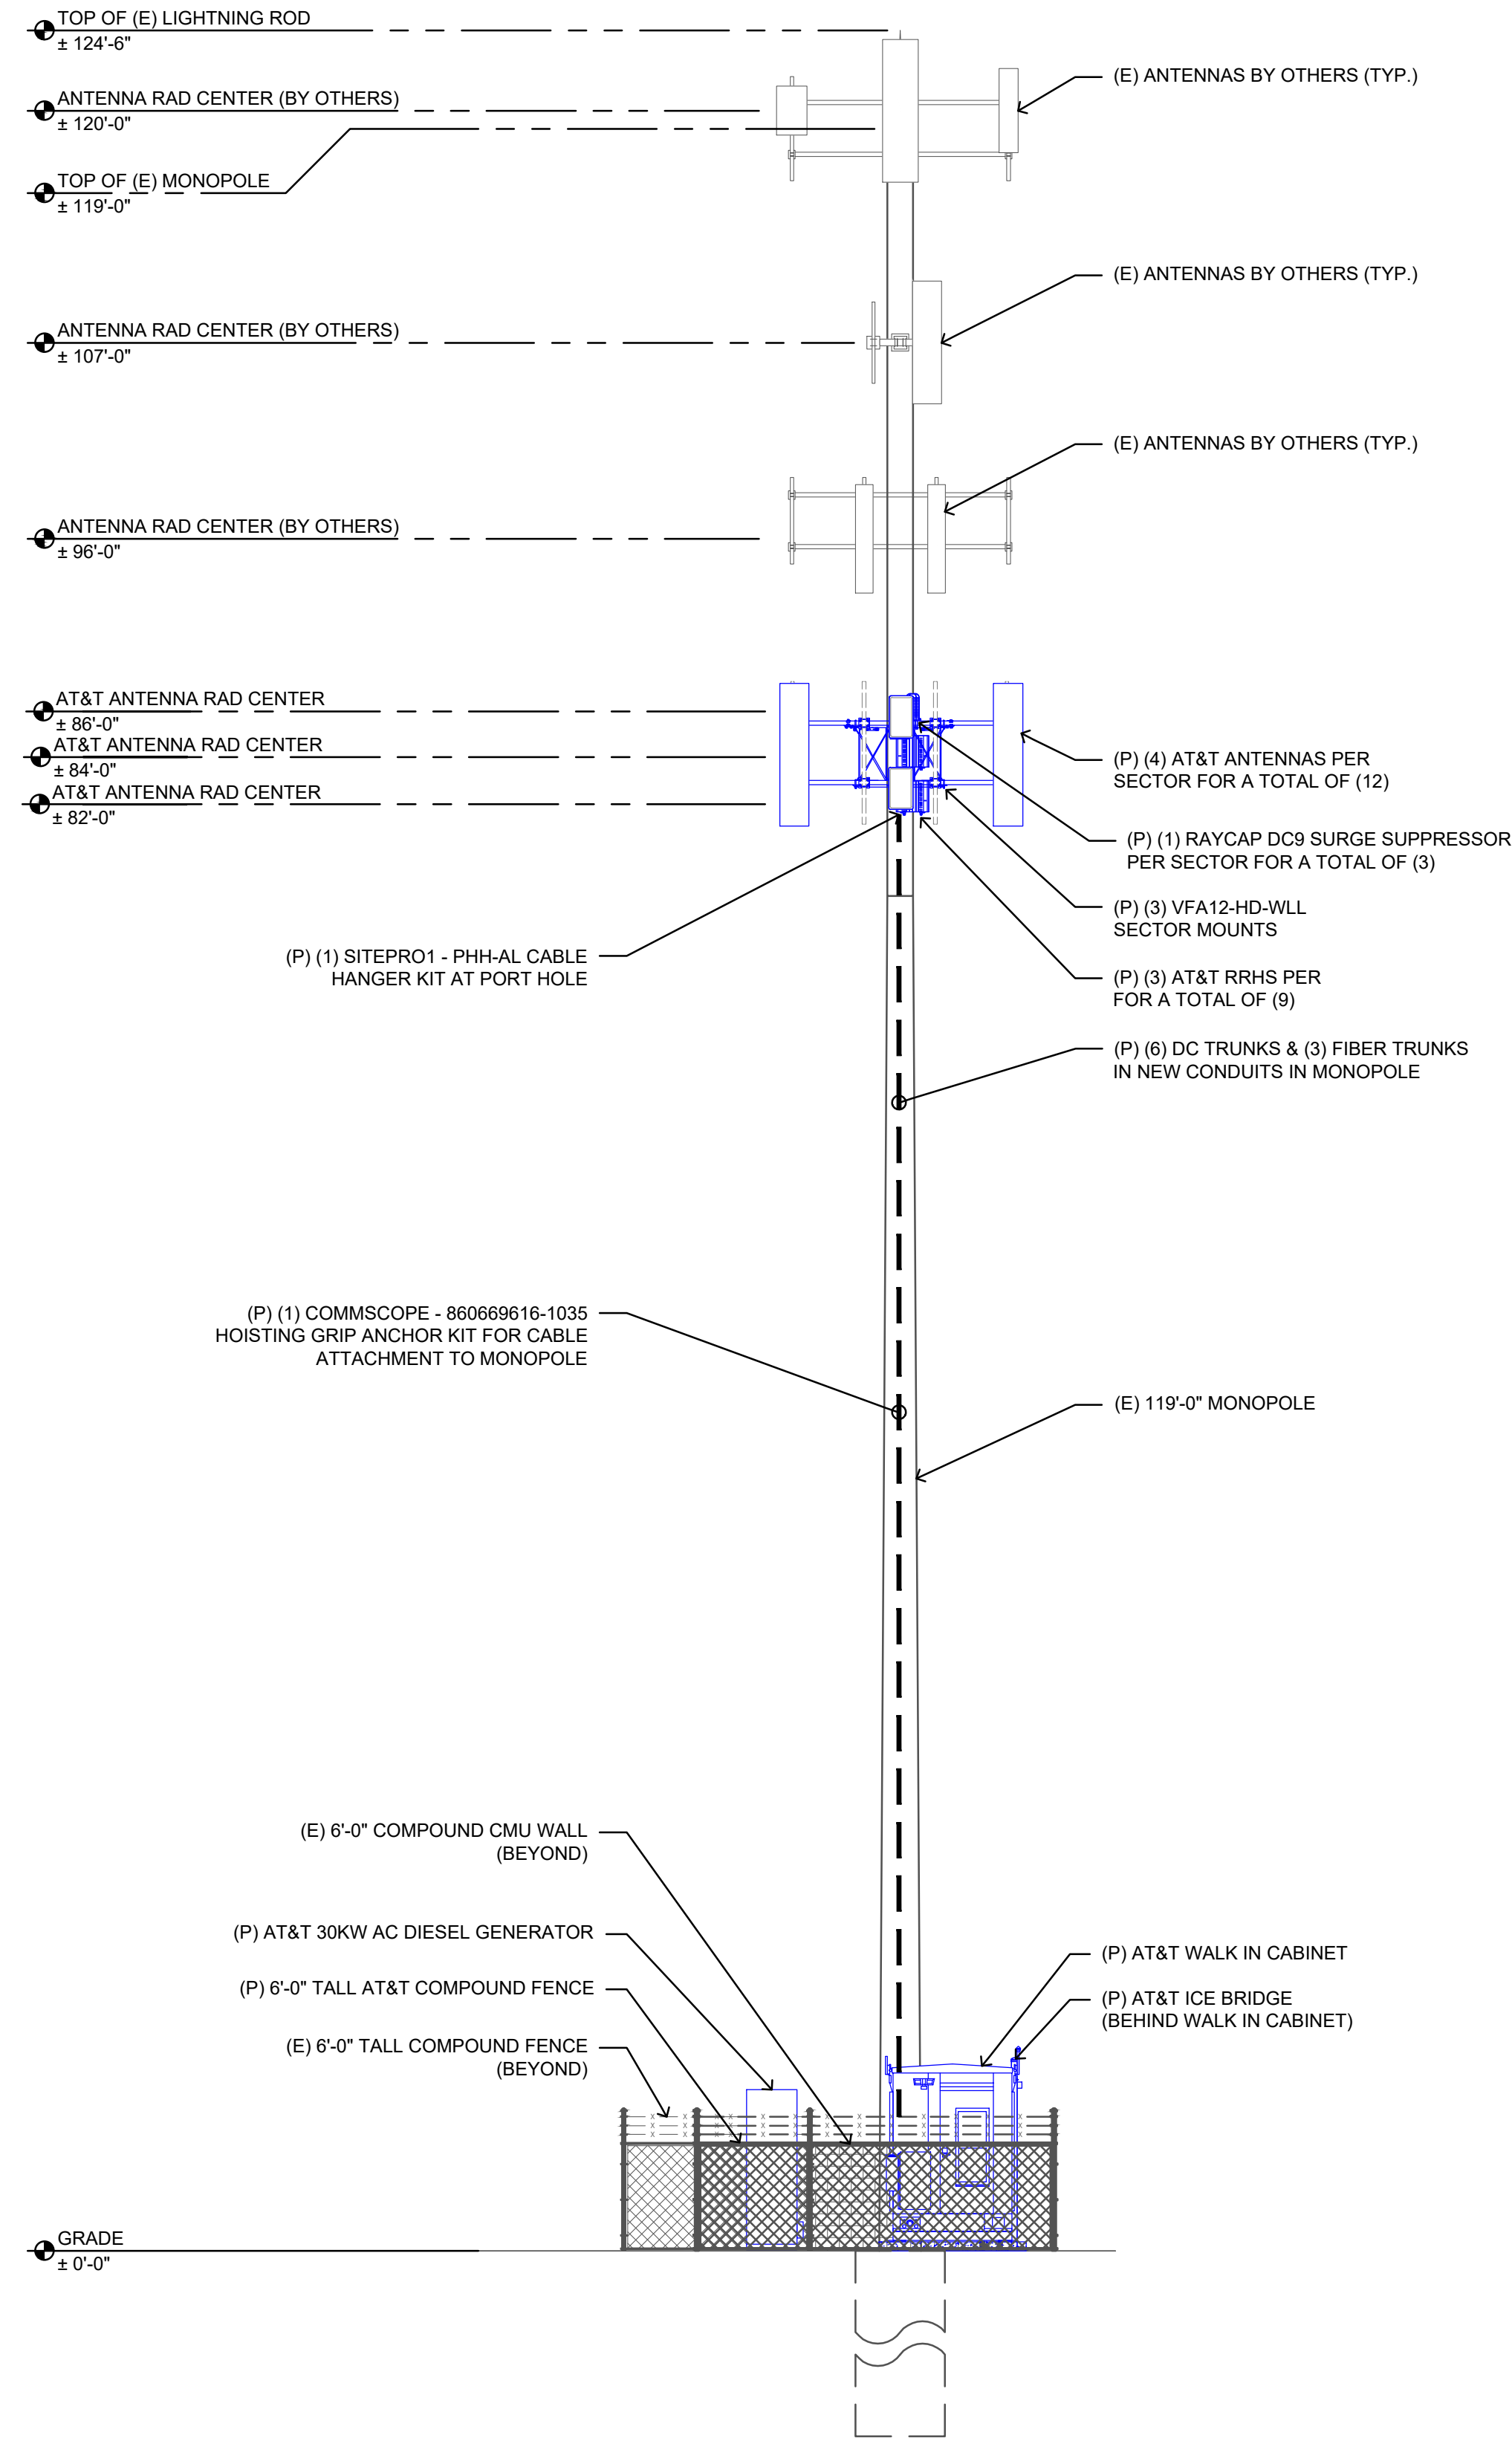 TOP OF (E) LIGHTNING ROD
± 124'-6"
ANTENNA RAD CENTER (BY OTHERS)
± 120'-0"
TOP OF (E) MONOPOLE
± 119'-0"
ANTENNA RAD CENTER (BY OTHERS)
± 107'-0"
ANTENNA RAD CENTER (BY OTHERS)
± 96'-0"
AT&T ANTENNA RAD CENTER
± 86'-0"
AT&T ANTENNA RAD CENTER
± 84'-0"
AT&T ANTENNA RAD CENTER
± 82'-0"
(E) ANTENNAS BY OTHERS (TYP.)
(E) ANTENNAS BY OTHERS (TYP.)
(E) ANTENNAS BY OTHERS (TYP.)
(P) (4) AT&T ANTENNAS PER
SECTOR FOR A TOTAL OF (12)
(P) (1) RAYCAP DC9 SURGE SUPPRESSOR
PER SECTOR FOR A TOTAL OF (3)
(P) (3) VFA12-HD-WLL
SECTOR MOUNTS
(P) (3) AT&T RRHS PER
FOR A TOTAL OF (9)
(P) (6) DC TRUNKS & (3) FIBER TRUNKS
IN NEW CONDUITS IN MONOPOLE
(P) (1) SITEPRO1 - PHH-AL CABLE
HANGER KIT AT PORT HOLE
(P) (1) COMMSCOPE - 860669616-1035
HOISTING GRIP ANCHOR KIT FOR CABLE
ATTACHMENT TO MONOPOLE
(E) 119'-0" MONOPOLE
(E) 6'-0" COMPOUND CMU WALL
(BEYOND)
(P) AT&T 30KW AC DIESEL GENERATOR
(P) 6'-0" TALL AT&T COMPOUND FENCE
(E) 6'-0" TALL COMPOUND FENCE
(BEYOND)
(P) AT&T WALK IN CABINET
(P) AT&T ICE BRIDGE
(BEHIND WALK IN CABINET)
GRADE
± 0'-0"